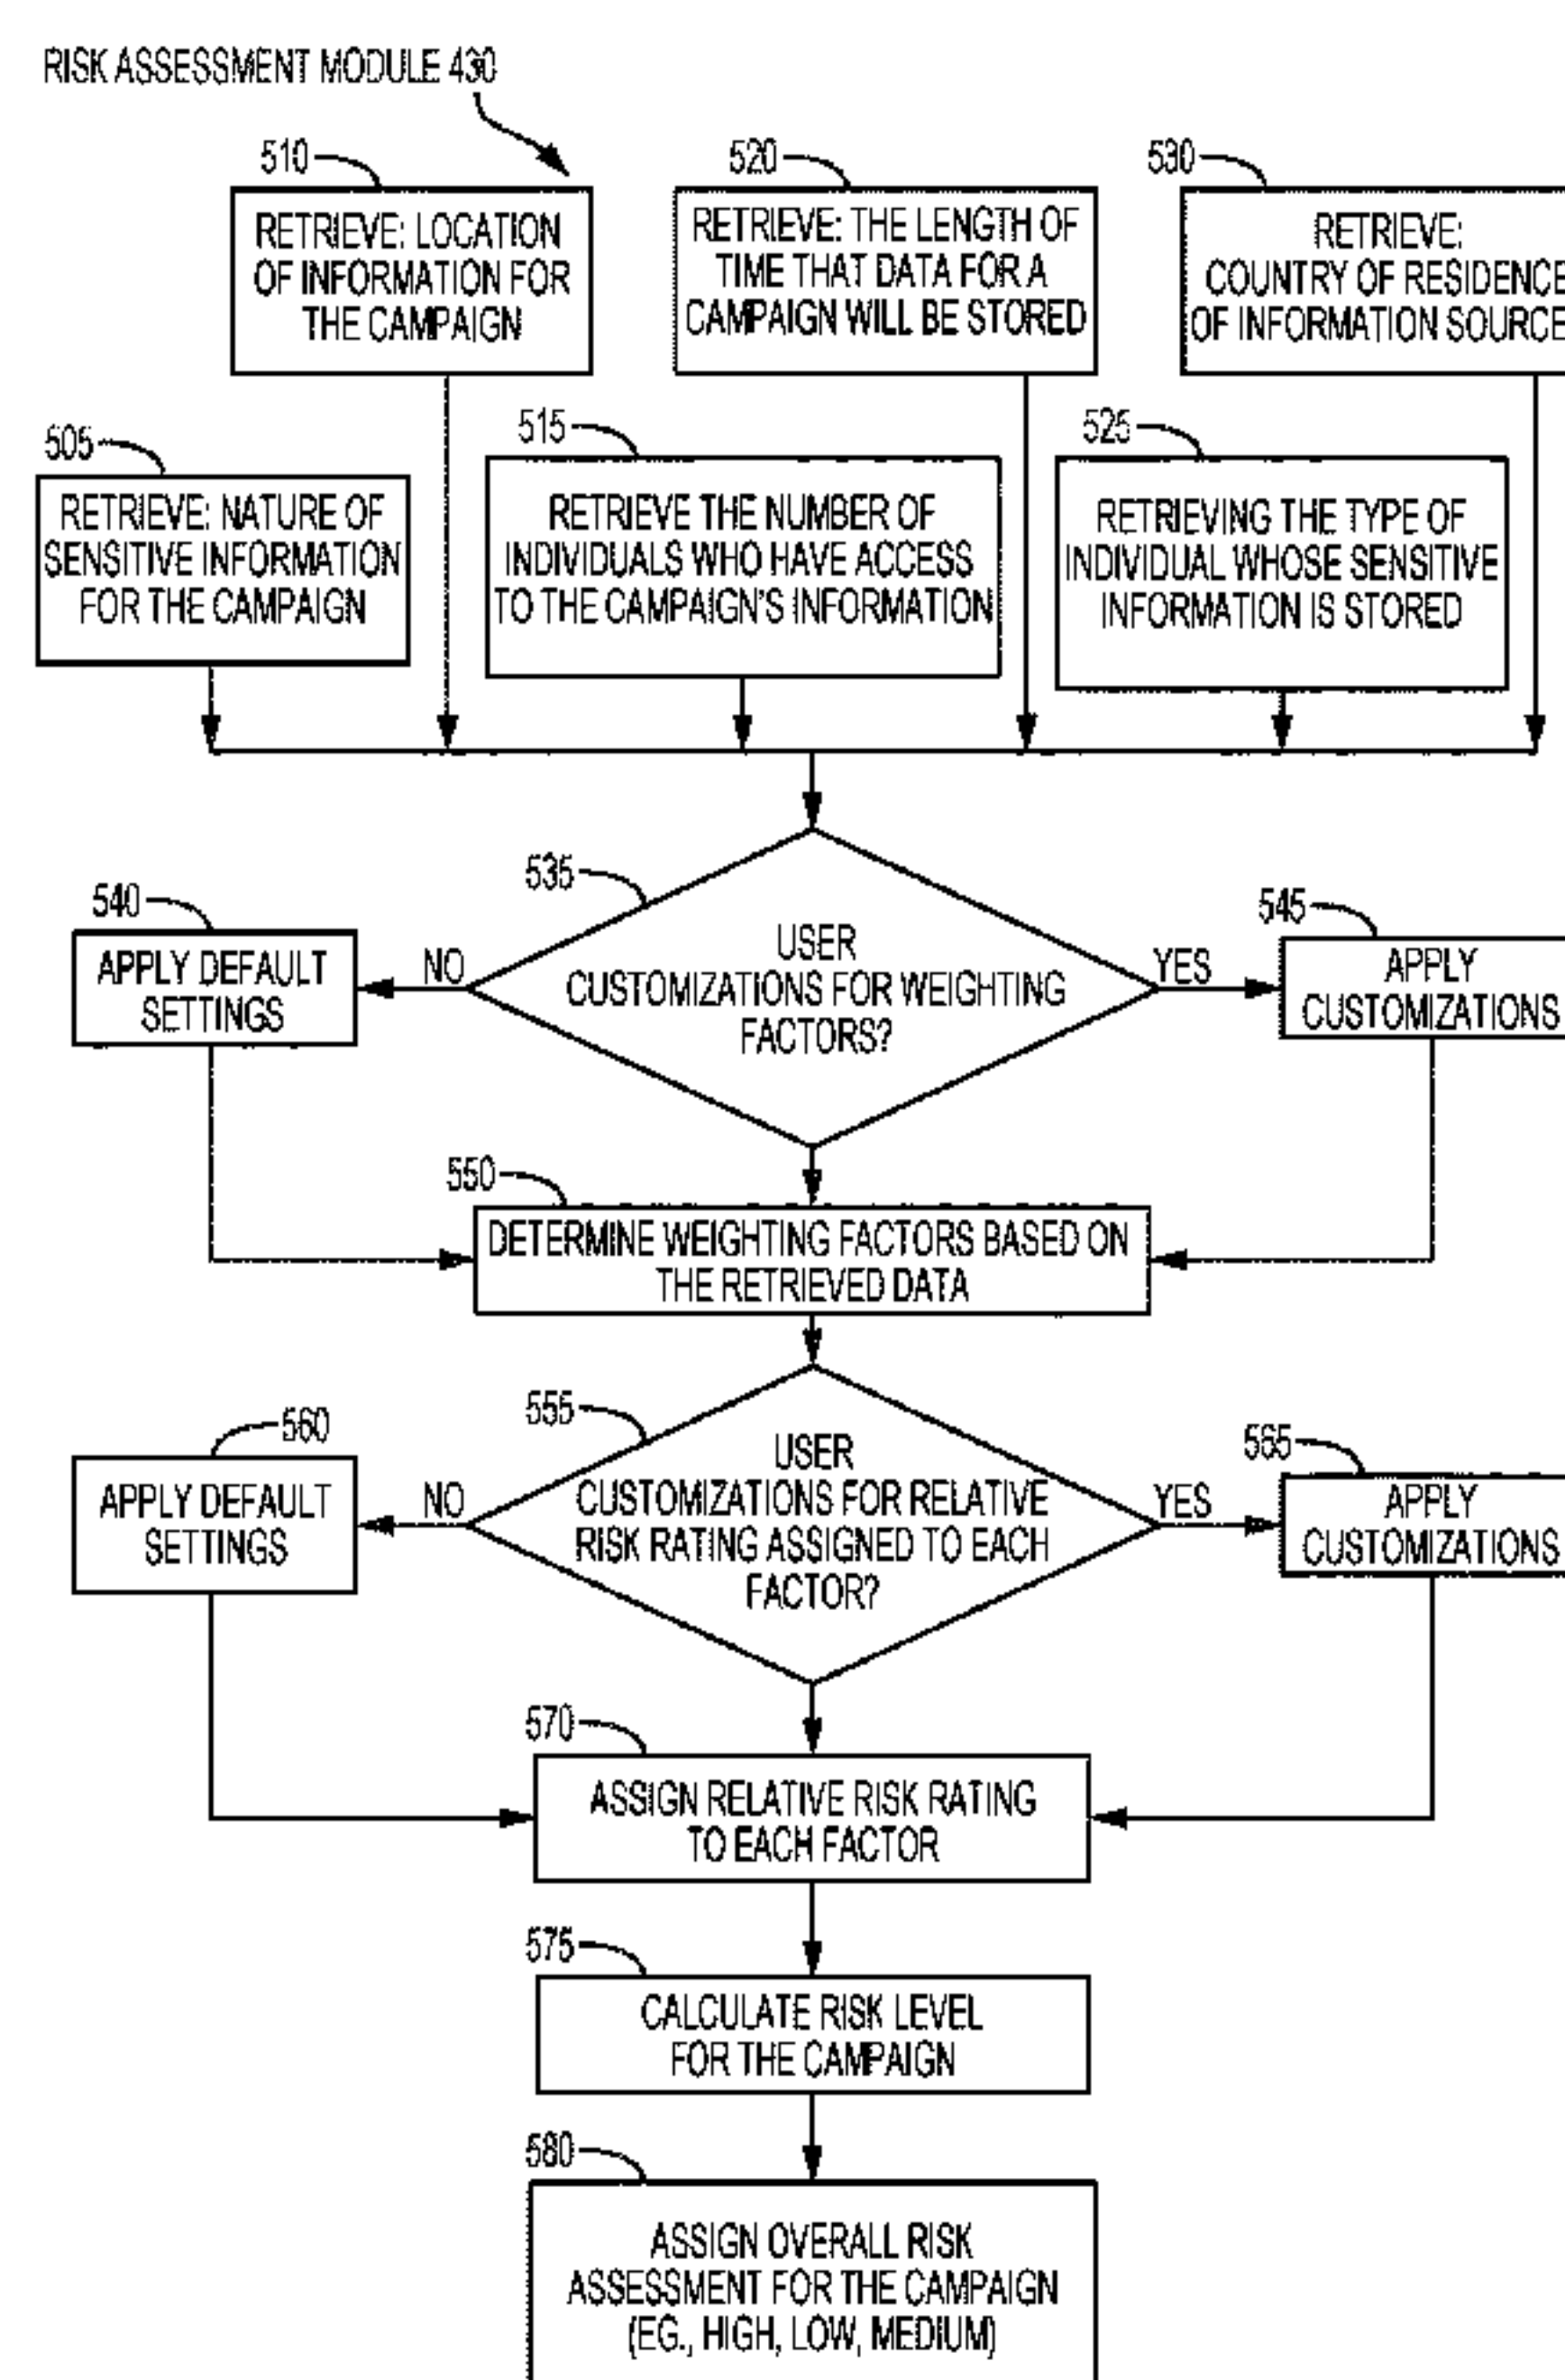 RISK ASSESSMENT MODULE 430
510
RETRIEVE: LOCATION
OF INFORMATION FOR
THE CAMPAIGN
520
RETRIEVE: THE LENGTH OF
TIME THAT DATA FOR A
CAMPAIGN WILL BE STORED
530
RETRIEVE:
COUNTRY OF RESIDENCE
OF INFORMATION SOURCE
505
RETRIEVE: NATURE OF
SENSITIVE INFORMATION
FOR THE CAMPAIGN
515
RETRIEVE THE NUMBER OF
INDIVIDUALS WHO HAVE ACCESS
TO THE CAMPAIGN'S INFORMATION
525
RETRIEVING THE TYPE OF
INDIVIDUAL WHOSE SENSITIVE
INFORMATION IS STORED
535
USER
CUSTOMIZATIONS FOR WEIGHTING
FACTORS?
540
APPLY DEFAULT
SETTINGS
NO
YES
545
APPLY
CUSTOMIZATIONS
550
DETERMINE WEIGHTING FACTORS BASED ON
THE RETRIEVED DATA
555
USER
CUSTOMIZATIONS FOR RELATIVE
RISK RATING ASSIGNED TO EACH
FACTOR?
560
APPLY DEFAULT
SETTINGS
NO
YES
565
APPLY
CUSTOMIZATIONS
570
ASSIGN RELATIVE RISK RATING
TO EACH FACTOR
575
CALCULATE RISK LEVEL
FOR THE CAMPAIGN
580
ASSIGN OVERALL RISK
ASSESSMENT FOR THE CAMPAIGN
(EG., HIGH, LOW, MEDIUM)